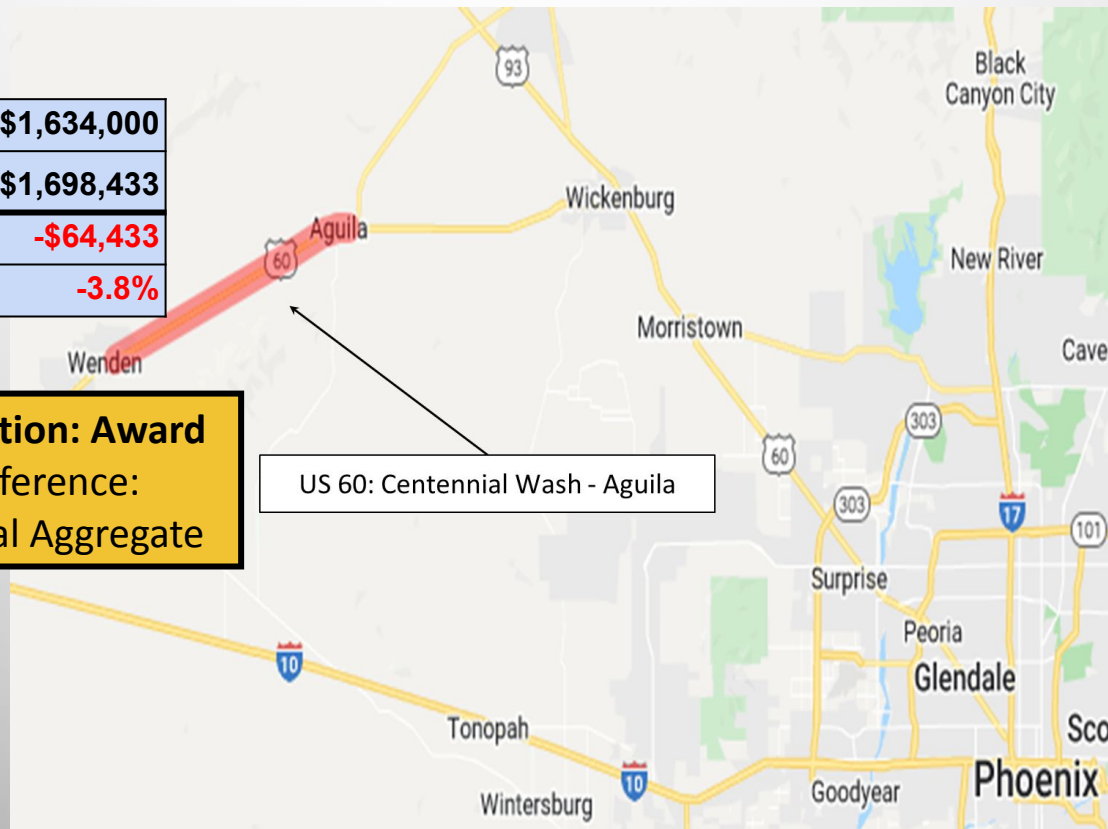 93
Black
Canyon City
$1,634,000
$1,698,433
-$64,433
-3.8%
Wickenburg
Aguila
60
New River
Morristown
Cave
Wenden
tion: Award
ference:
al Aggregate
US 60: Centennial Wash - Aguila
303
60
303
17
101
Surprise
Peoria
Glendale
10
Tonopah
Sco
10
Goodyear
Phoenix
Wintersburg